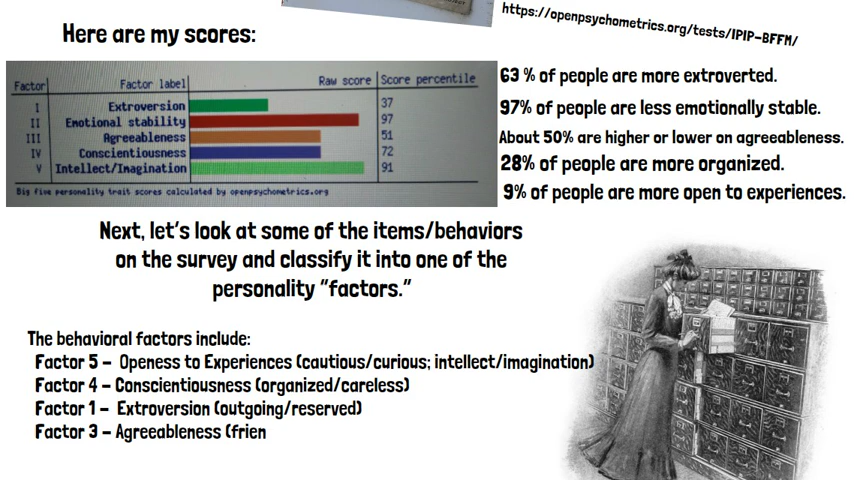 https://openpsychometrics.org/tests/IPIP-BFFM/
Here are my scores:
Factor Factor label Raw score Score percentile
I Extroversion 37
II Emotional stability 97
III Agreeableness 51
IV Conscientiousness 72
V Intellect/Imagination 91
Big five personality trait scores calculated by openpsychometrics.org
63 % of people are more extroverted.
97% of people are less emotionally stable.
About 50% are higher or lower on agreeableness.
28% of people are more organized.
9% of people are more open to experiences.
Next, let's look at some of the items/behaviors
on the survey and classify it into one of the
personality "factors."
The behavioral factors include:
Factor 5 – Openess to Experiences (cautious/curious; intellect/imagination)
Factor 4 – Conscientiousness (organized/careless)
Factor 1 – Extroversion (outgoing/reserved)
Factor 3 – Agreeableness (frien